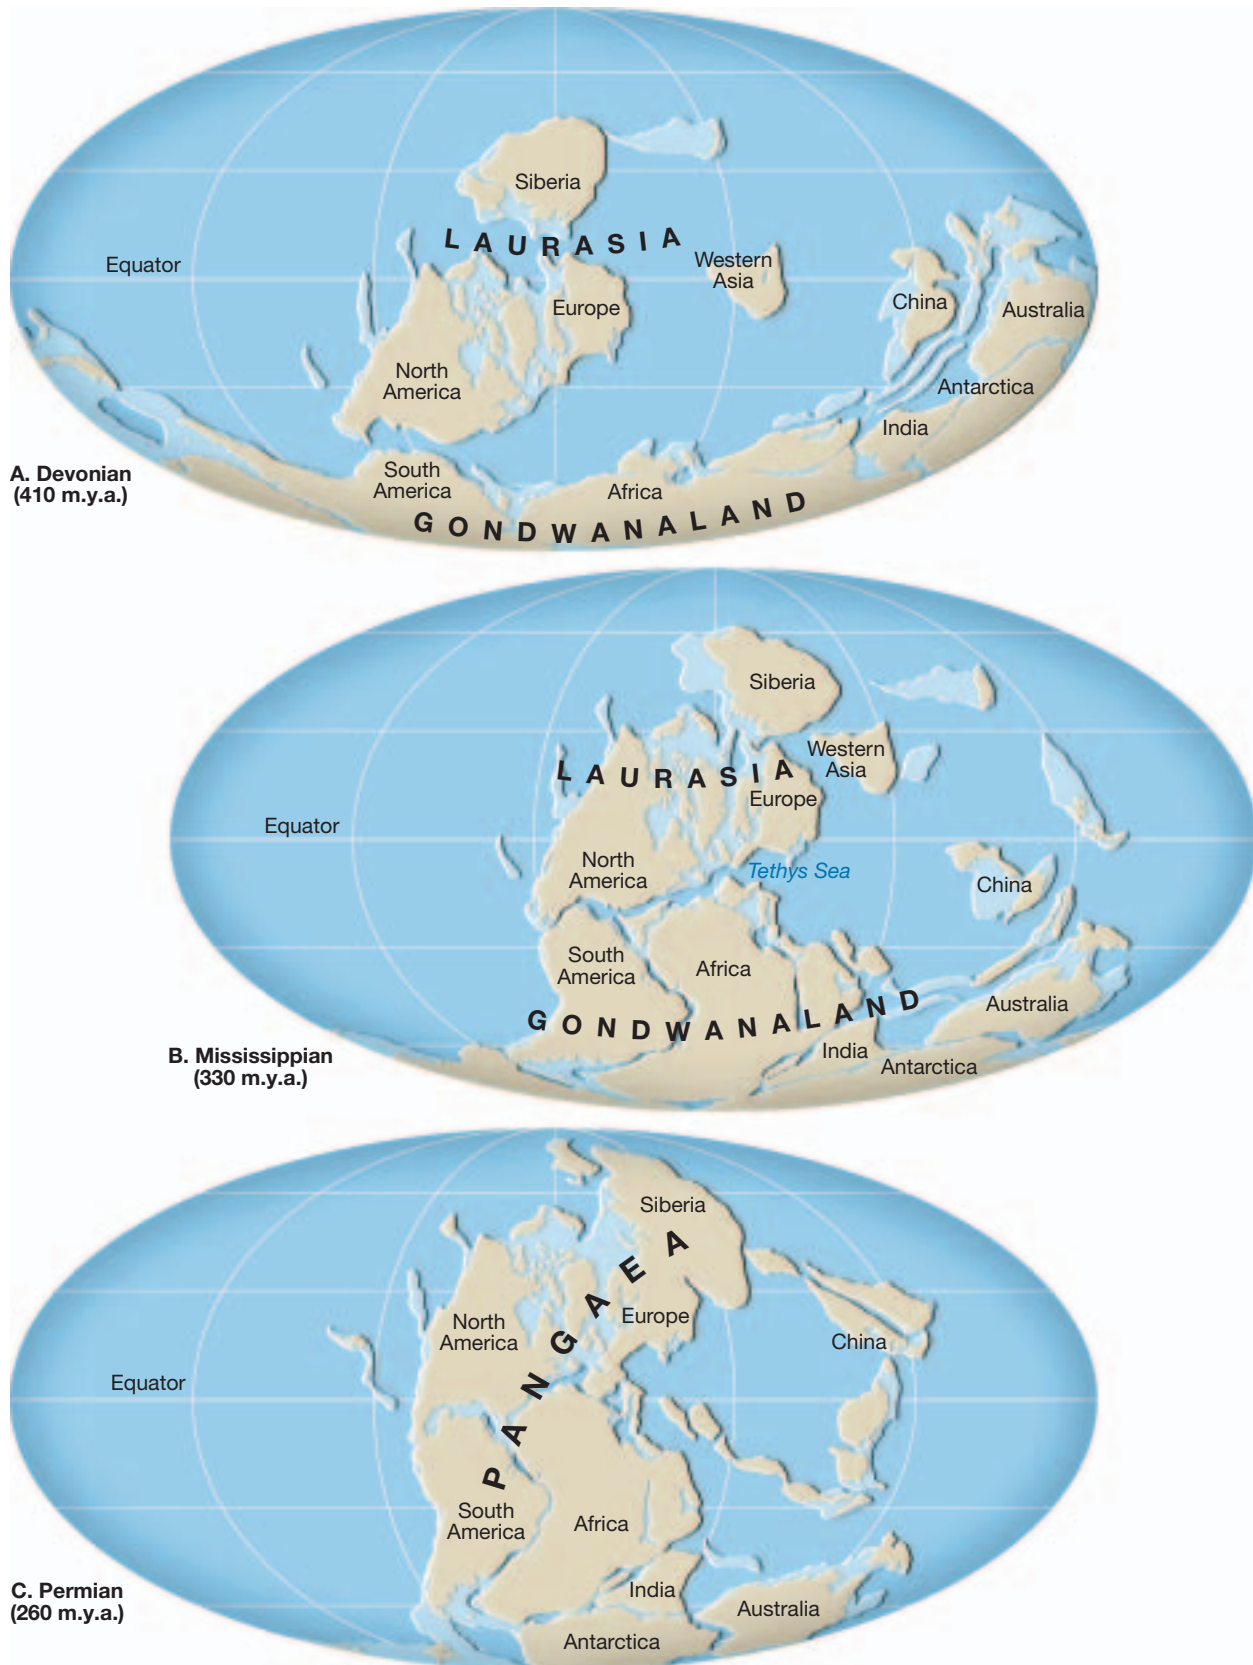 Siberia
LAURASIA
Equator
Western
Asia
Europe
China
Australia
North
America
Antarctica
India
South
America
Africa
GONDWANALAND
A. Devonian
(410 m.y.a.)
Siberia
LAURASIA
Western
Asia
Europe
Equator
North
America
Tethys Sea
China
South
America
Africa
GONDWANALAND
Australia
India
Antarctica
B. Mississippian
(330 m.y.a.)
Siberia
PANGAEA
North
America
Europe
China
Equator
South
America
Africa
India
Australia
Antarctica
C. Permian
(260 m.y.a.)